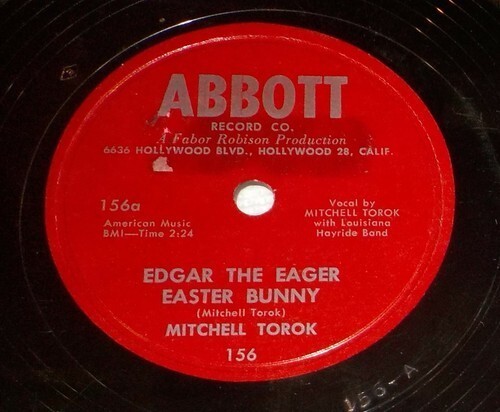 ABBOTT
RECORD CO.
A Fabor Robison Production
6636 HOLLYWOOD BLVD., HOLLYWOOD 28, CALIF.
156a
American Music
BMI—Time 2:24
Vocal by
MITCHELL TOROK
with Louisiana
Hayride Band
EDGAR THE EAGER
EASTER BUNNY
(Mitchell Torok)
MITCHELL TOROK
156
156-A